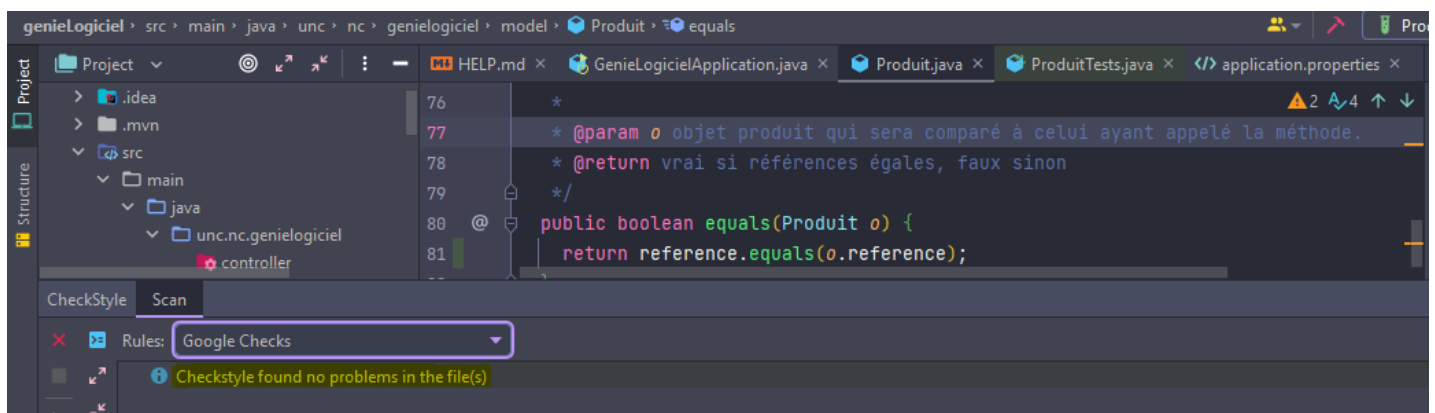 genieLogiciel › src › main › java › unc › nc › genielogiciel › model › Produit › equals
Project
Structure
Project
HELP.md × GenieLogicielApplication.java × Produit.java × ProduitTests.java × application.properties ×
.idea
.mvn
src
main
java
unc.nc.genielogiciel
controller
2 4
76 *
77 * @param o objet produit qui sera comparé à celui ayant appelé la méthode.
78 * @return vrai si références égales, faux sinon
79 */
80 @ public boolean equals(Produit o) {
81 return reference.equals(o.reference);
CheckStyle Scan
Rules: Google Checks
Checkstyle found no problems in the file(s)